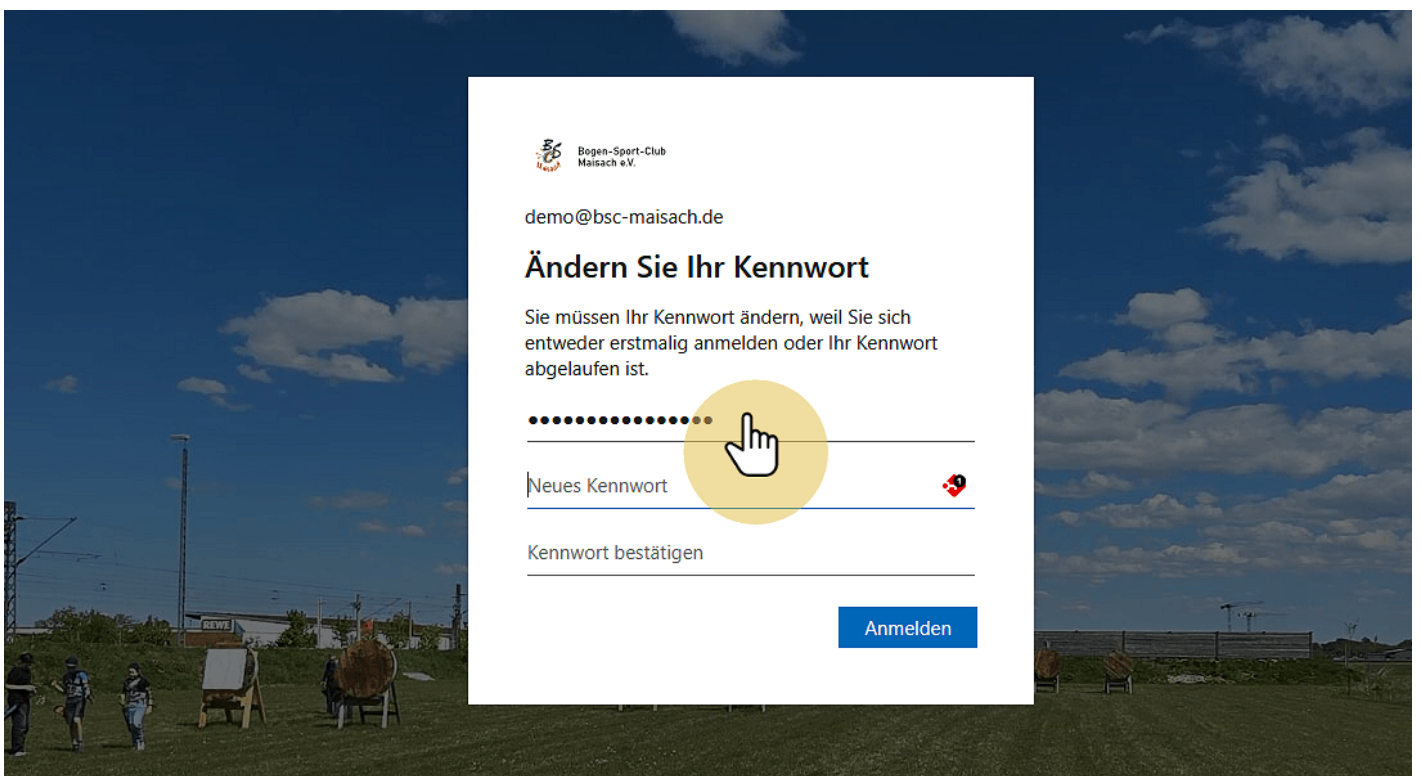 Bogen-Sport-Club
Maisach e.V.
demo@bsc-maisach.de
Ändern Sie Ihr Kennwort
Sie müssen Ihr Kennwort ändern, weil Sie sich
entweder erstmalig anmelden oder Ihr Kennwort
abgelaufen ist.
●●●●●●●●●●●●●●●●
Neues Kennwort
1
Kennwort bestätigen
Anmelden
REWE